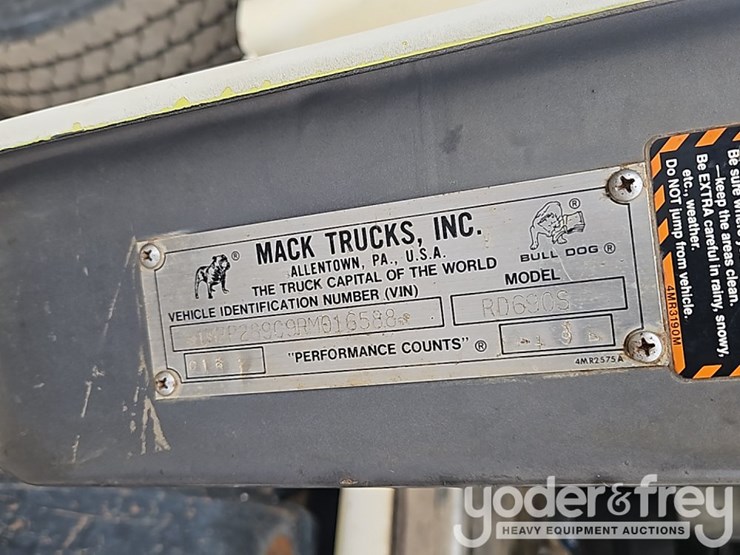 MACK TRUCKS, INC.
ALLENTOWN, PA., U.S.A.
THE TRUCK CAPITAL OF THE WORLD
BULL DOG ®
VEHICLE IDENTIFICATION NUMBER (VIN)
MODEL
RD690S
"PERFORMANCE COUNTS" ®
4MR2575A
Be sure
—keep the areas clean.
Be EXTRA careful in rainy, snowy,
etc., weather.
Do NOT jump from vehicle.
4MR3190M
yoder&frey
HEAVY EQUIPMENT AUCTIONS